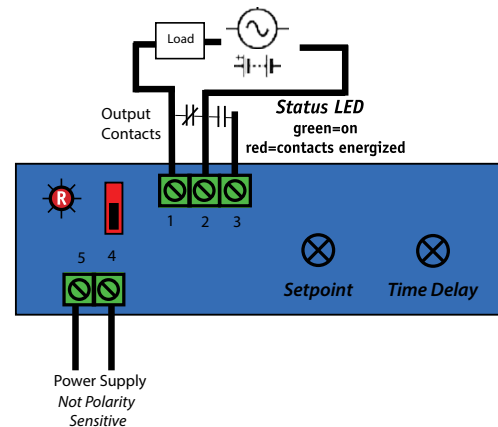 Load
Output
Contacts
Status LED
green=on
red=contacts energized
R
1
2
3
5
4
Setpoint
Time Delay
Power Supply
Not Polarity
Sensitive